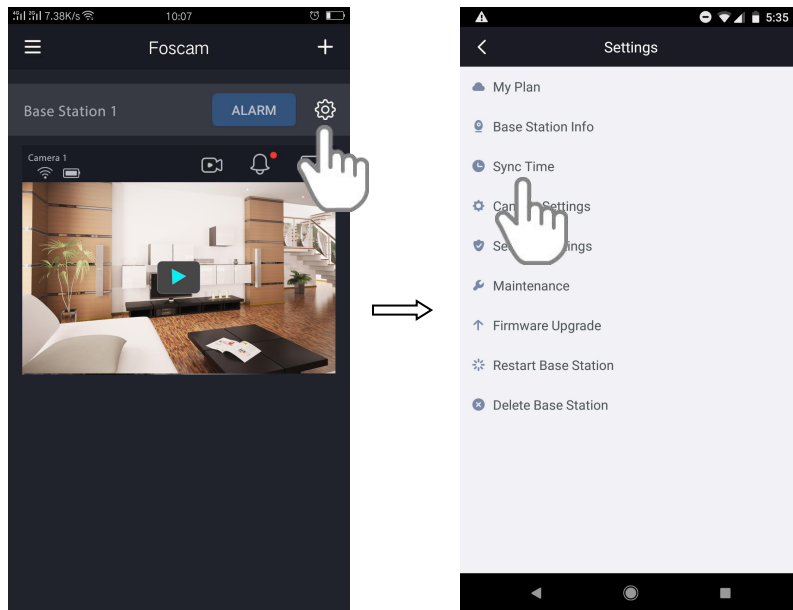 7.38K/s 10:07
Foscam
Base Station 1 ALARM
Camera 1
5:35
Settings
My Plan
Base Station Info
Sync Time
Settings
Maintenance
Firmware Upgrade
Restart Base Station
Delete Base Station